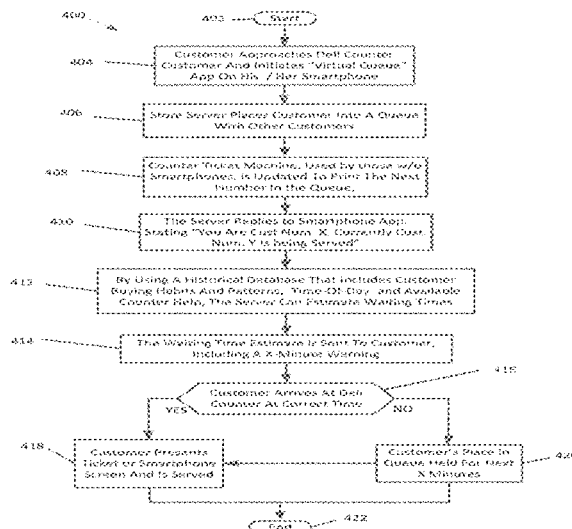 400
402
Start
404
Customer Approaches Deli Counter
Customer And Initiates "Virtual Queue"
App On His / Her Smartphone
406
Store Server Places Customer Into A Queue
With Other Customers
408
Counter Ticket Machine, Used by those w/o
Smartphones, Is Updated To Print The Next
Number In the Queue,
410
The Server Replies to Smartphone App,
Stating "You Are Cust Num. X, Currently Cust.
Num. Y is being Served"
412
By Using A Historical Database That includes Customer
Buying Habits And Patterns, Time-Of-Day, and Available
Counter Help, The Server Can Estimate Waiting Times
414
The Waiting Time Estimate is Sent To Customer,
Including A X-Minute Warning
416
Customer Arrives At Deli
Counter At Correct Time
YES
NO
418
Customer Presents
Ticket or Smartphone
Screen And Is Served
Customer's Place in
Queue Held For Next
X Minutes
422
End